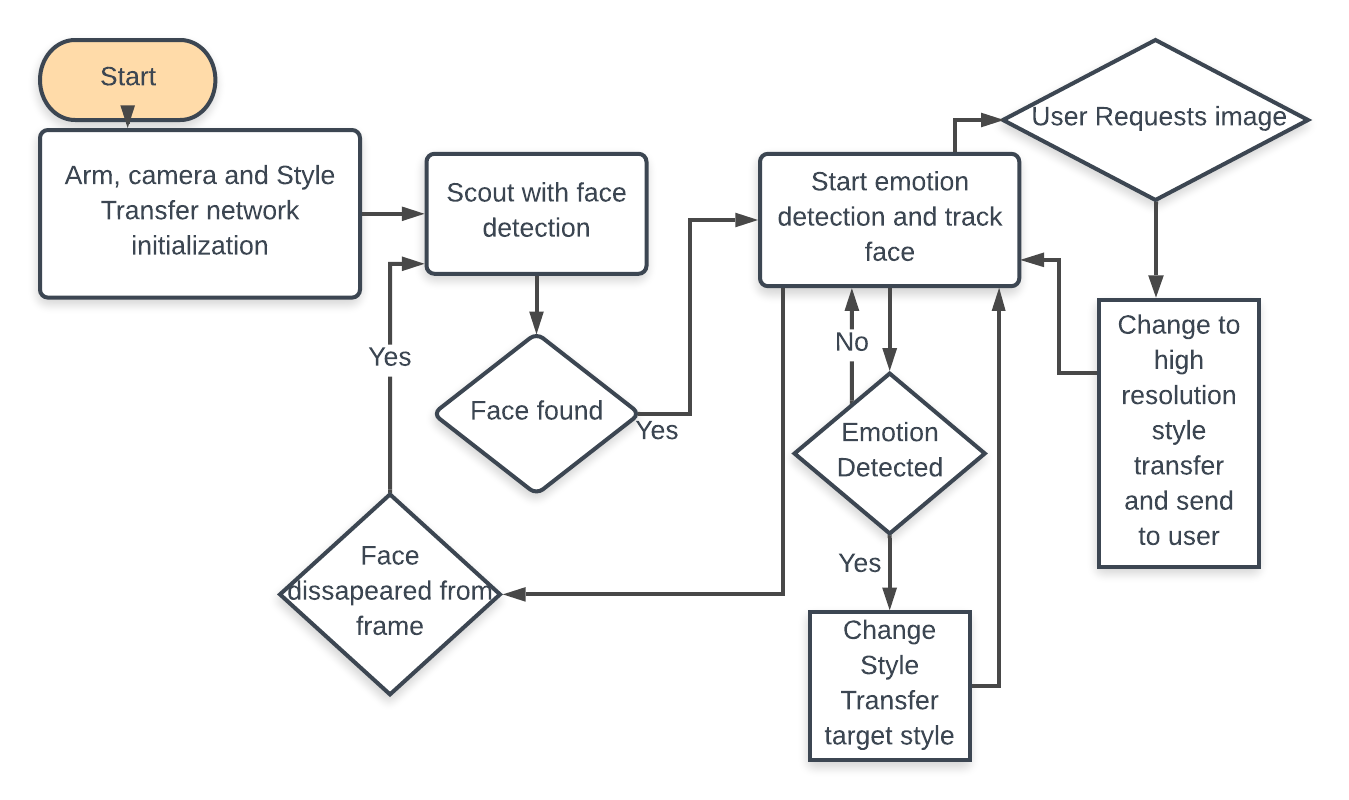 Start
Arm, camera and Style
Transfer network
initialization
Scout with face
detection
Face found
Yes
Yes
Face
dissapeared from
frame
Start emotion
detection and track
face
No
Emotion
Detected
Yes
Change
Style
Transfer
target style
User Requests image
Change to
high
resolution
style
transfer
and send
to user